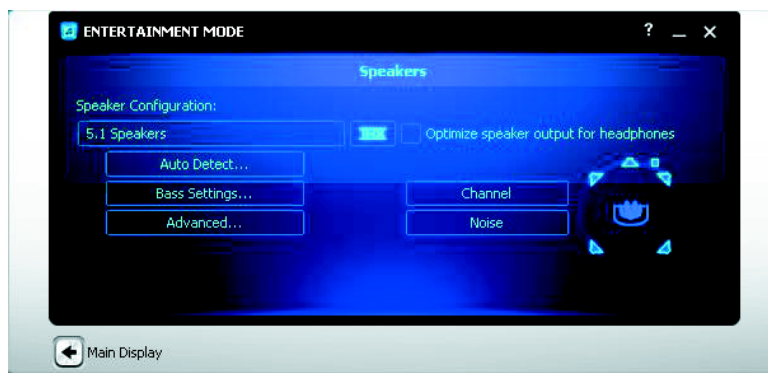 ENTERTAINMENT MODE
?
Speakers
Speaker Configuration:
5.1 Speakers
Optimize speaker output for headphones
Auto Detect...
Bass Settings...
Channel
Advanced...
Noise
Main Display